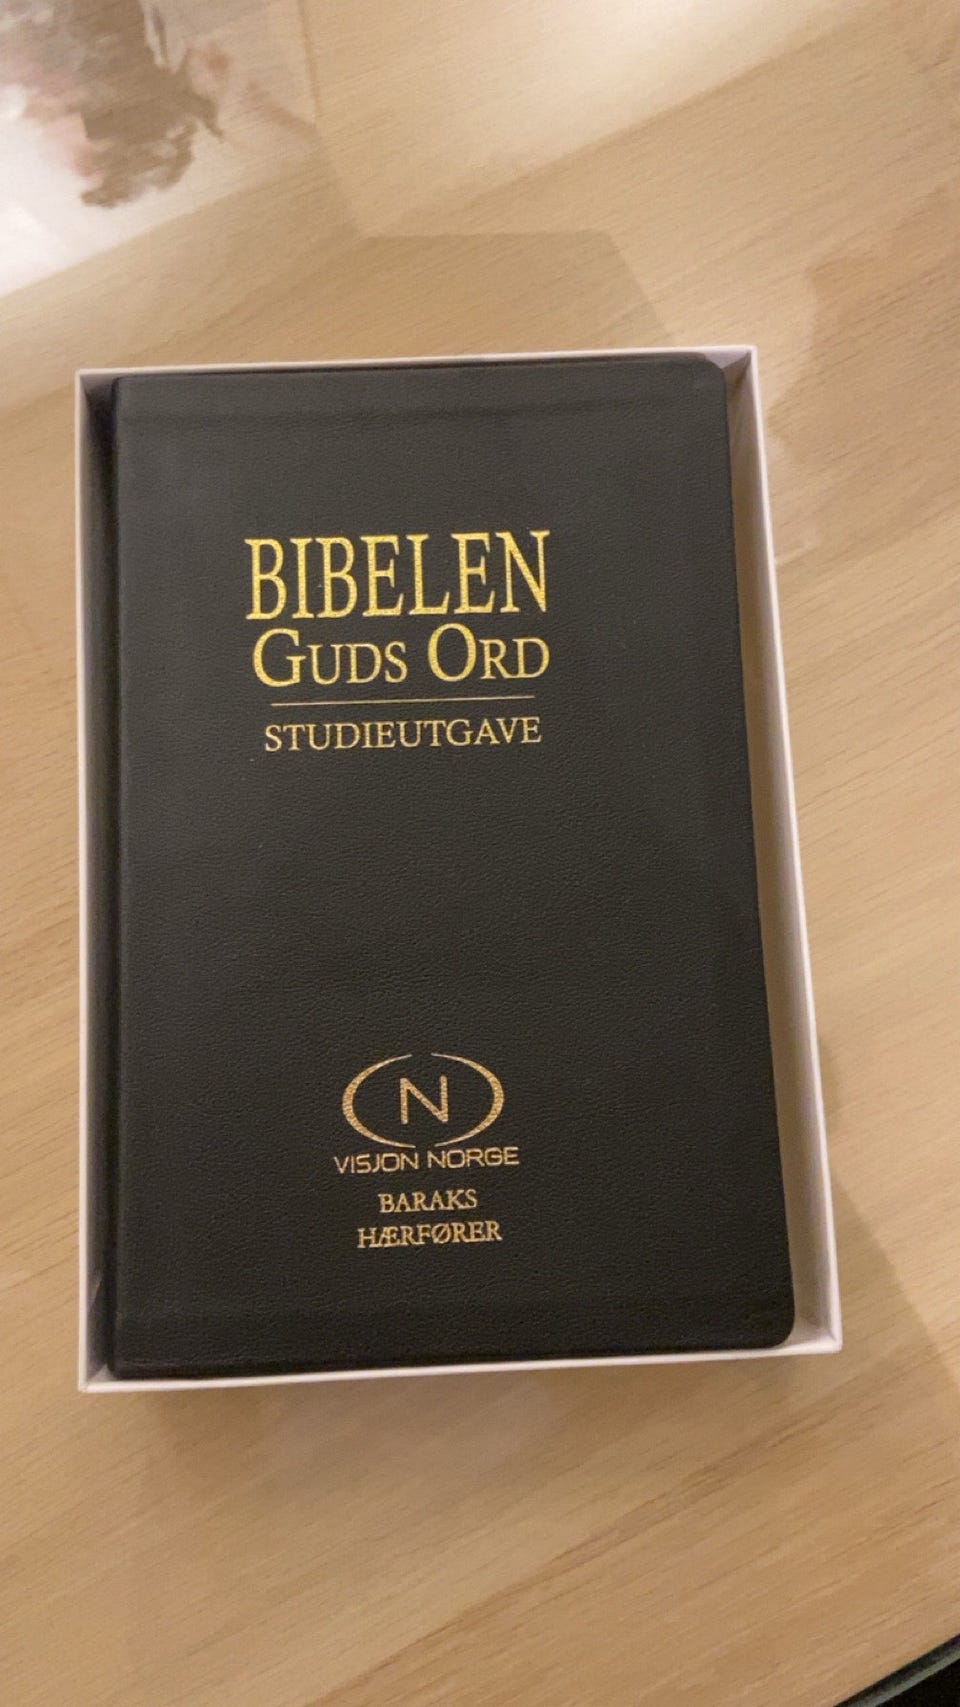 BIBELEN
GUDS ORD
STUDIEUTGAVE
N
VISJON NORGE
BARAKS
HÆRFØRER